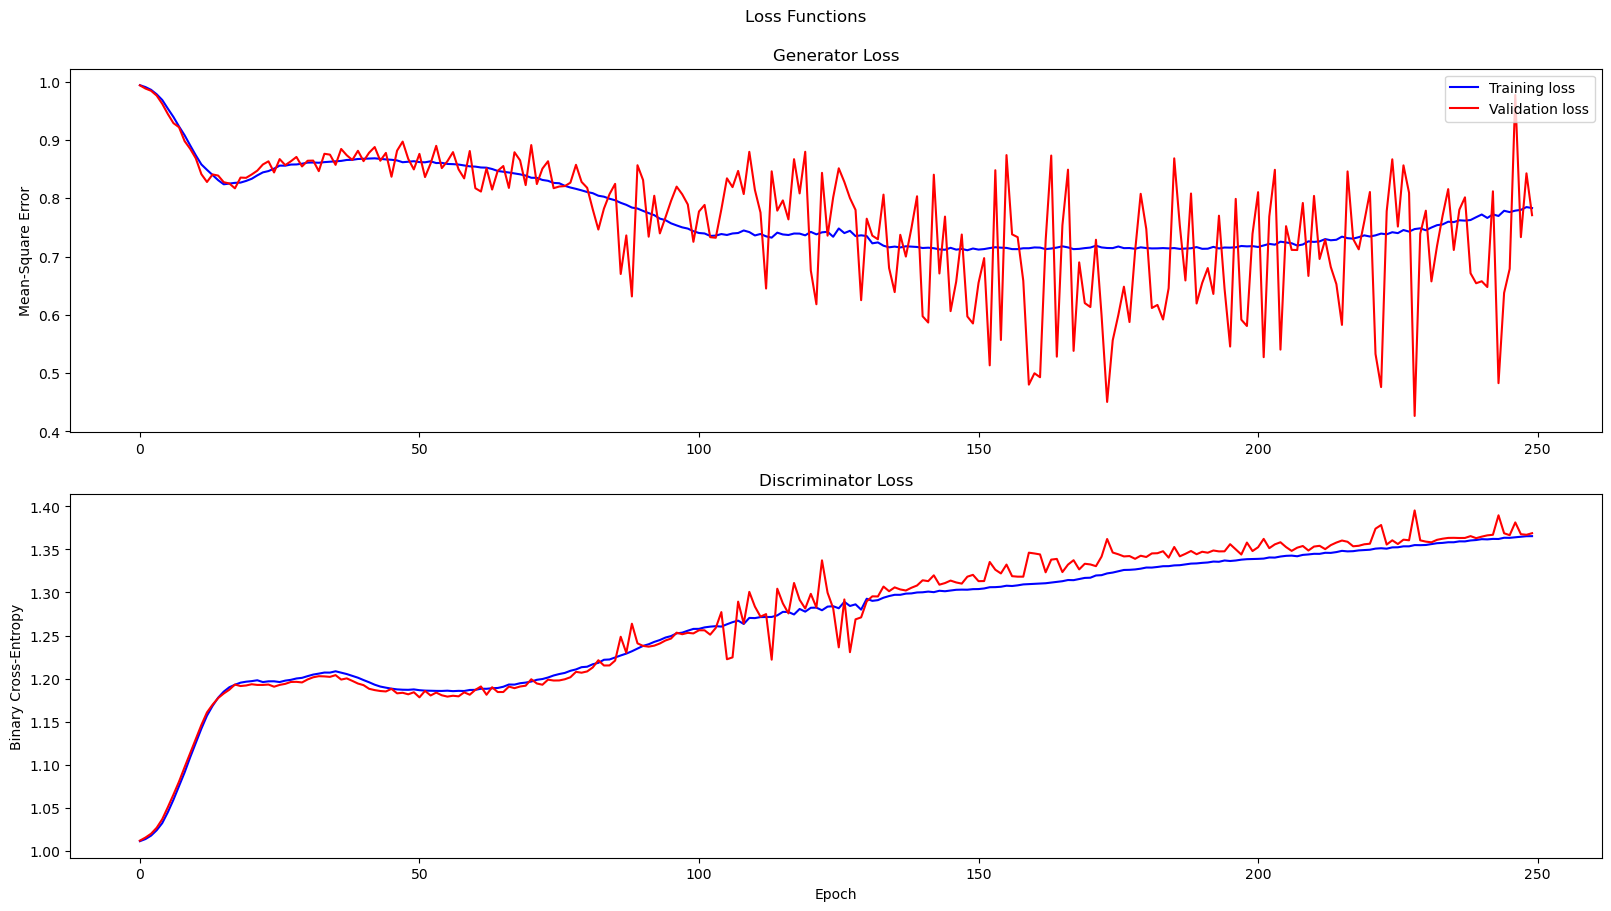 Loss Functions
Generator Loss
Training loss
Validation loss
Mean-Square Error
1.0
0.9
0.8
0.7
0.6
0.5
0.4
0 50 100 150 200 250
Discriminator Loss
Binary Cross-Entropy
1.40
1.35
1.30
1.25
1.20
1.15
1.10
1.05
1.00
0 50 100 150 200 250
Epoch